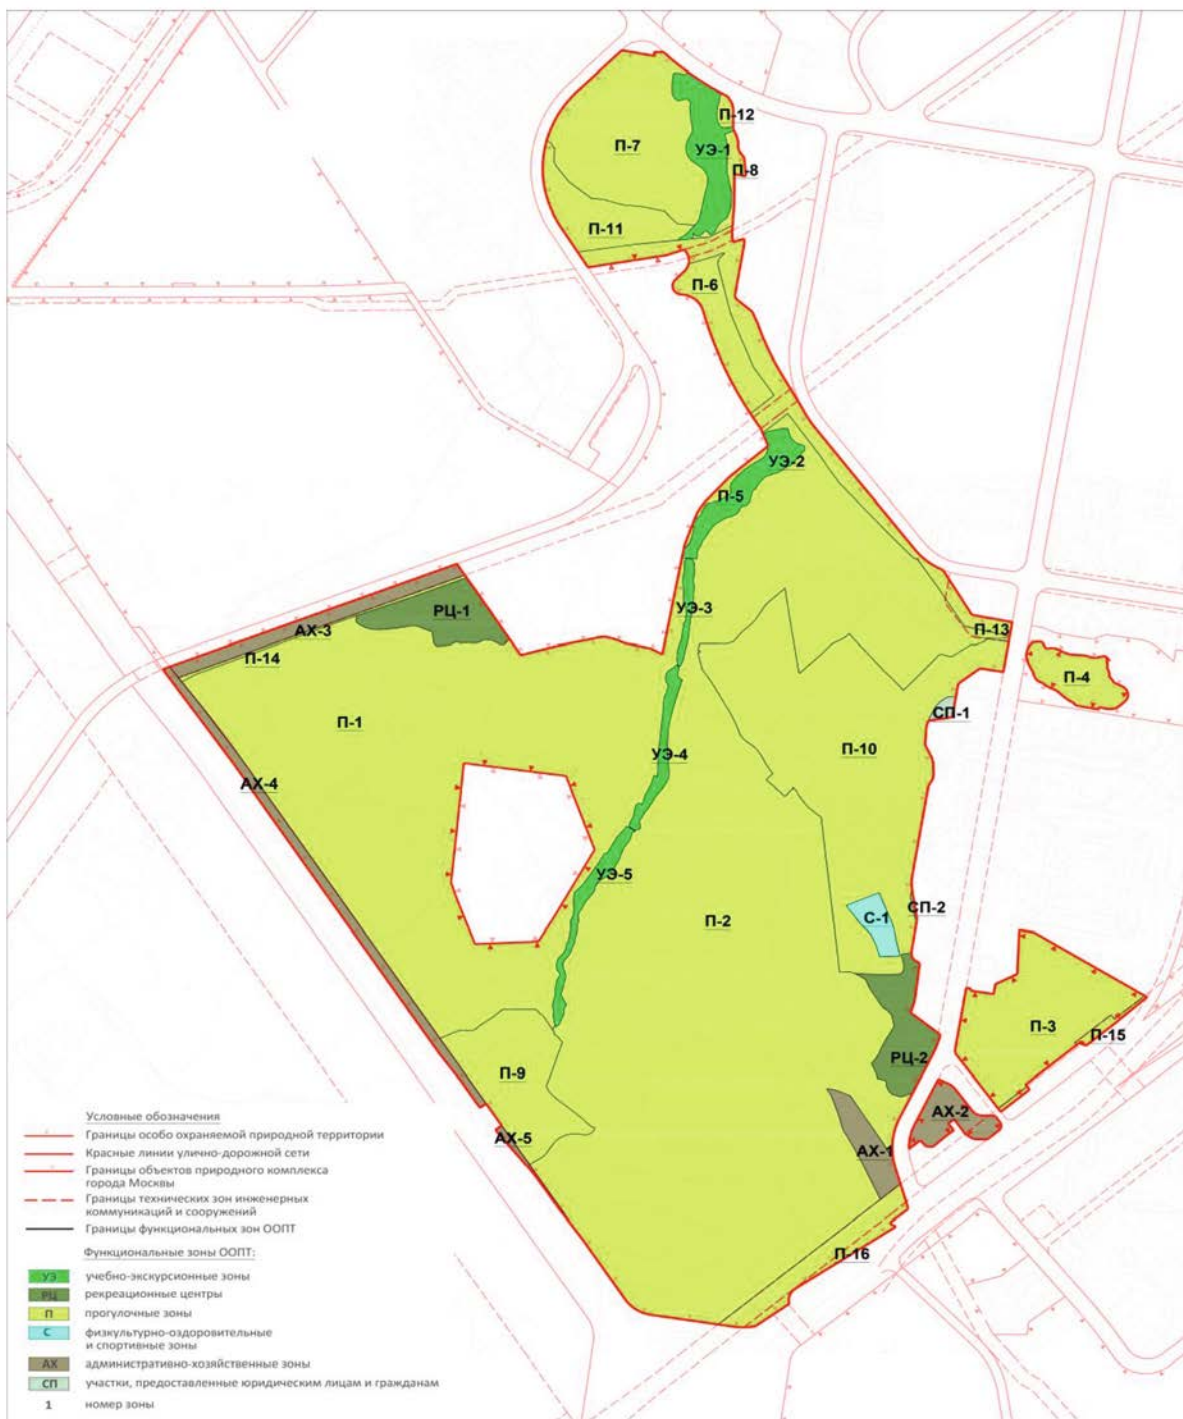 П-12
П-7
УЭ-1
П-8
П-11
П-6
УЭ-2
П-5
УЭ-3
РЦ-1
АХ-3
П-13
П-14
П-4
СП-1
П-1
П-10
УЭ-4
АХ-4
УЭ-5
СП-2
С-1
П-2
П-3
П-15
РЦ-2
П-9
АХ-2
АХ-5
АХ-1
П-16
Условные обозначения
Границы особо охраняемой природной территории
Красные линии улично-дорожной сети
Границы объектов природного комплекса
города Москвы
Границы технических зон инженерных
коммуникаций и сооружений
Границы функциональных зон ООПТ
Функциональные зоны ООПТ:
УЭ учебно-экскурсионные зоны
РЦ рекреационные центры
П прогулочные зоны
С физкультурно-оздоровительные
и спортивные зоны
АХ административно-хозяйственные зоны
СП участки, предоставленные юридическим лицам и гражданам
1 номер зоны